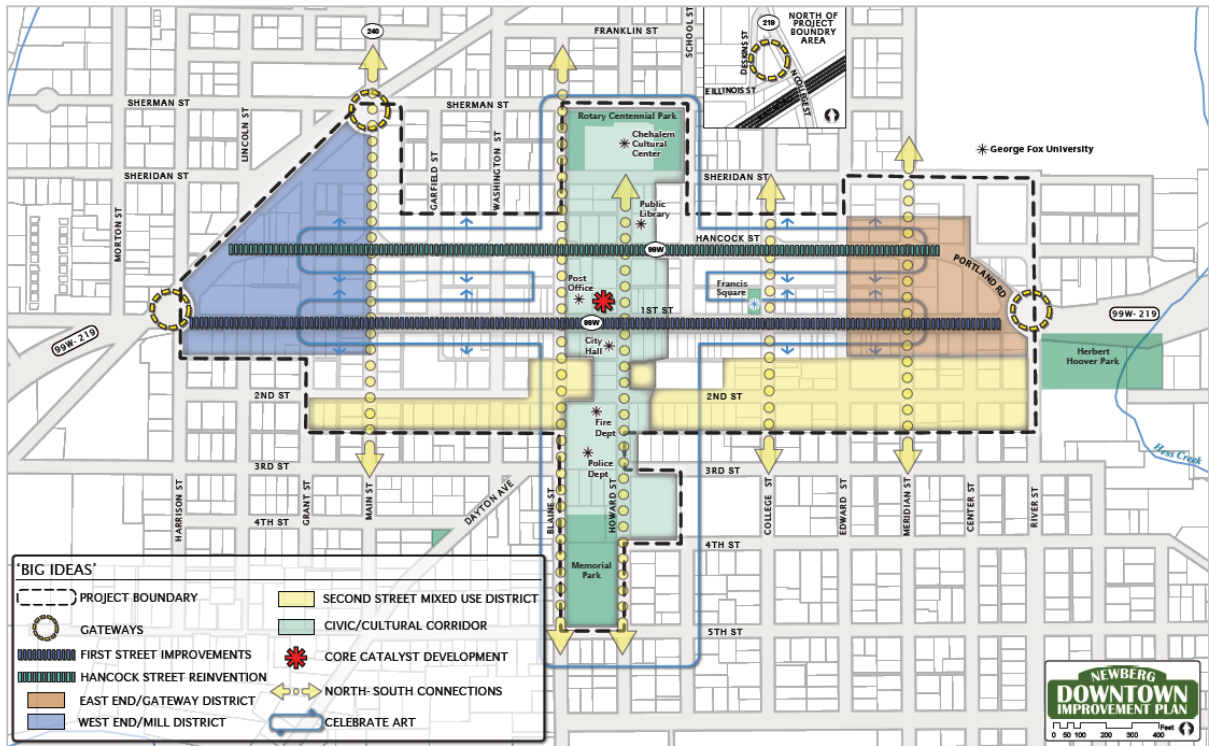 240
FRANKLIN ST
SCHOOL ST
219
NORTH OF
PROJECT
BOUNDRY
AREA
DESKINS ST
N COLLEGE ST
E ILLINOIS ST
SHERMAN ST
SHERMAN ST
LINCOLN ST
Rotary Centennial Park
Chehalem
Cultural
Center
George Fox University
SHERIDAN ST
SHERIDAN ST
GARFIELD ST
WASHINGTON ST
MORTON ST
Public
Library
HANCOCK ST
99W
PORTLAND RD
Post
Office
Francis
Square
1ST ST
99W
99W-219
99W-219
City
Hall
Herbert
Hoover Park
2ND ST
2ND ST
Fire
Dept
Police
Dept
3RD ST
3RD ST
Hess Creek
HARRISON ST
GRANT ST
MAIN ST
DAYTON AVE
BLAINE ST
HOWARD ST
COLLEGE ST
EDWARD ST
MERIDIAN ST
CENTER ST
RIVER ST
4TH ST
4TH ST
Memorial
Park
5TH ST
'BIG IDEAS'
PROJECT BOUNDARY
GATEWAYS
FIRST STREET IMPROVEMENTS
HANCOCK STREET REINVENTION
EAST END/GATEWAY DISTRICT
WEST END/MILL DISTRICT
SECOND STREET MIXED USE DISTRICT
CIVIC/CULTURAL CORRIDOR
CORE CATALYST DEVELOPMENT
NORTH- SOUTH CONNECTIONS
CELEBRATE ART
NEWBERG
DOWNTOWN
IMPROVEMENT PLAN
0 50 100 200 300 400 Feet